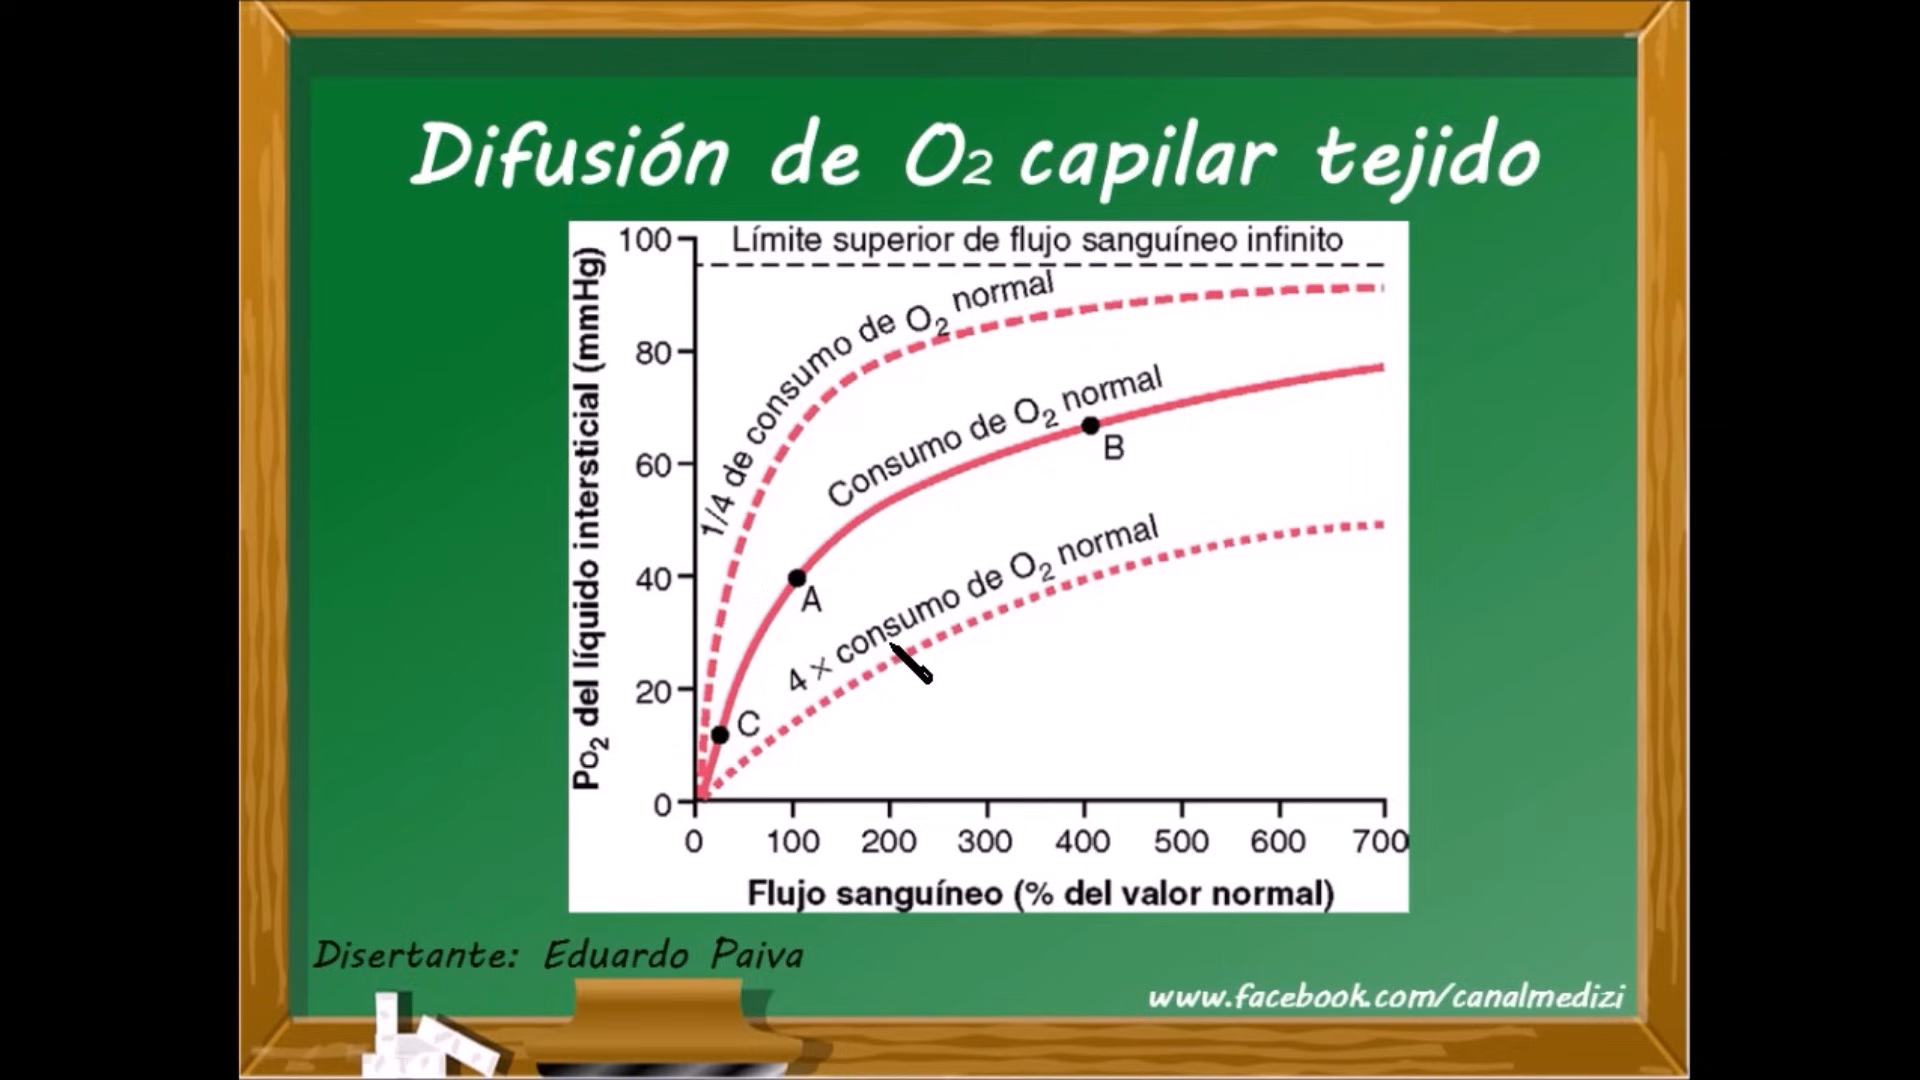 Difusión de O2 capilar tejido
Límite superior de flujo sanguíneo infinito
1/4 de consumo de O2 normal
Consumo de O2 normal
4 × consumo de O2 normal
A
B
C
Po2 del líquido intersticial (mmHg)
100
80
60
40
20
0
0 100 200 300 400 500 600 700
Flujo sanguíneo (% del valor normal)
Disertante: Eduardo Paiva
www.facebook.com/canalmedizi